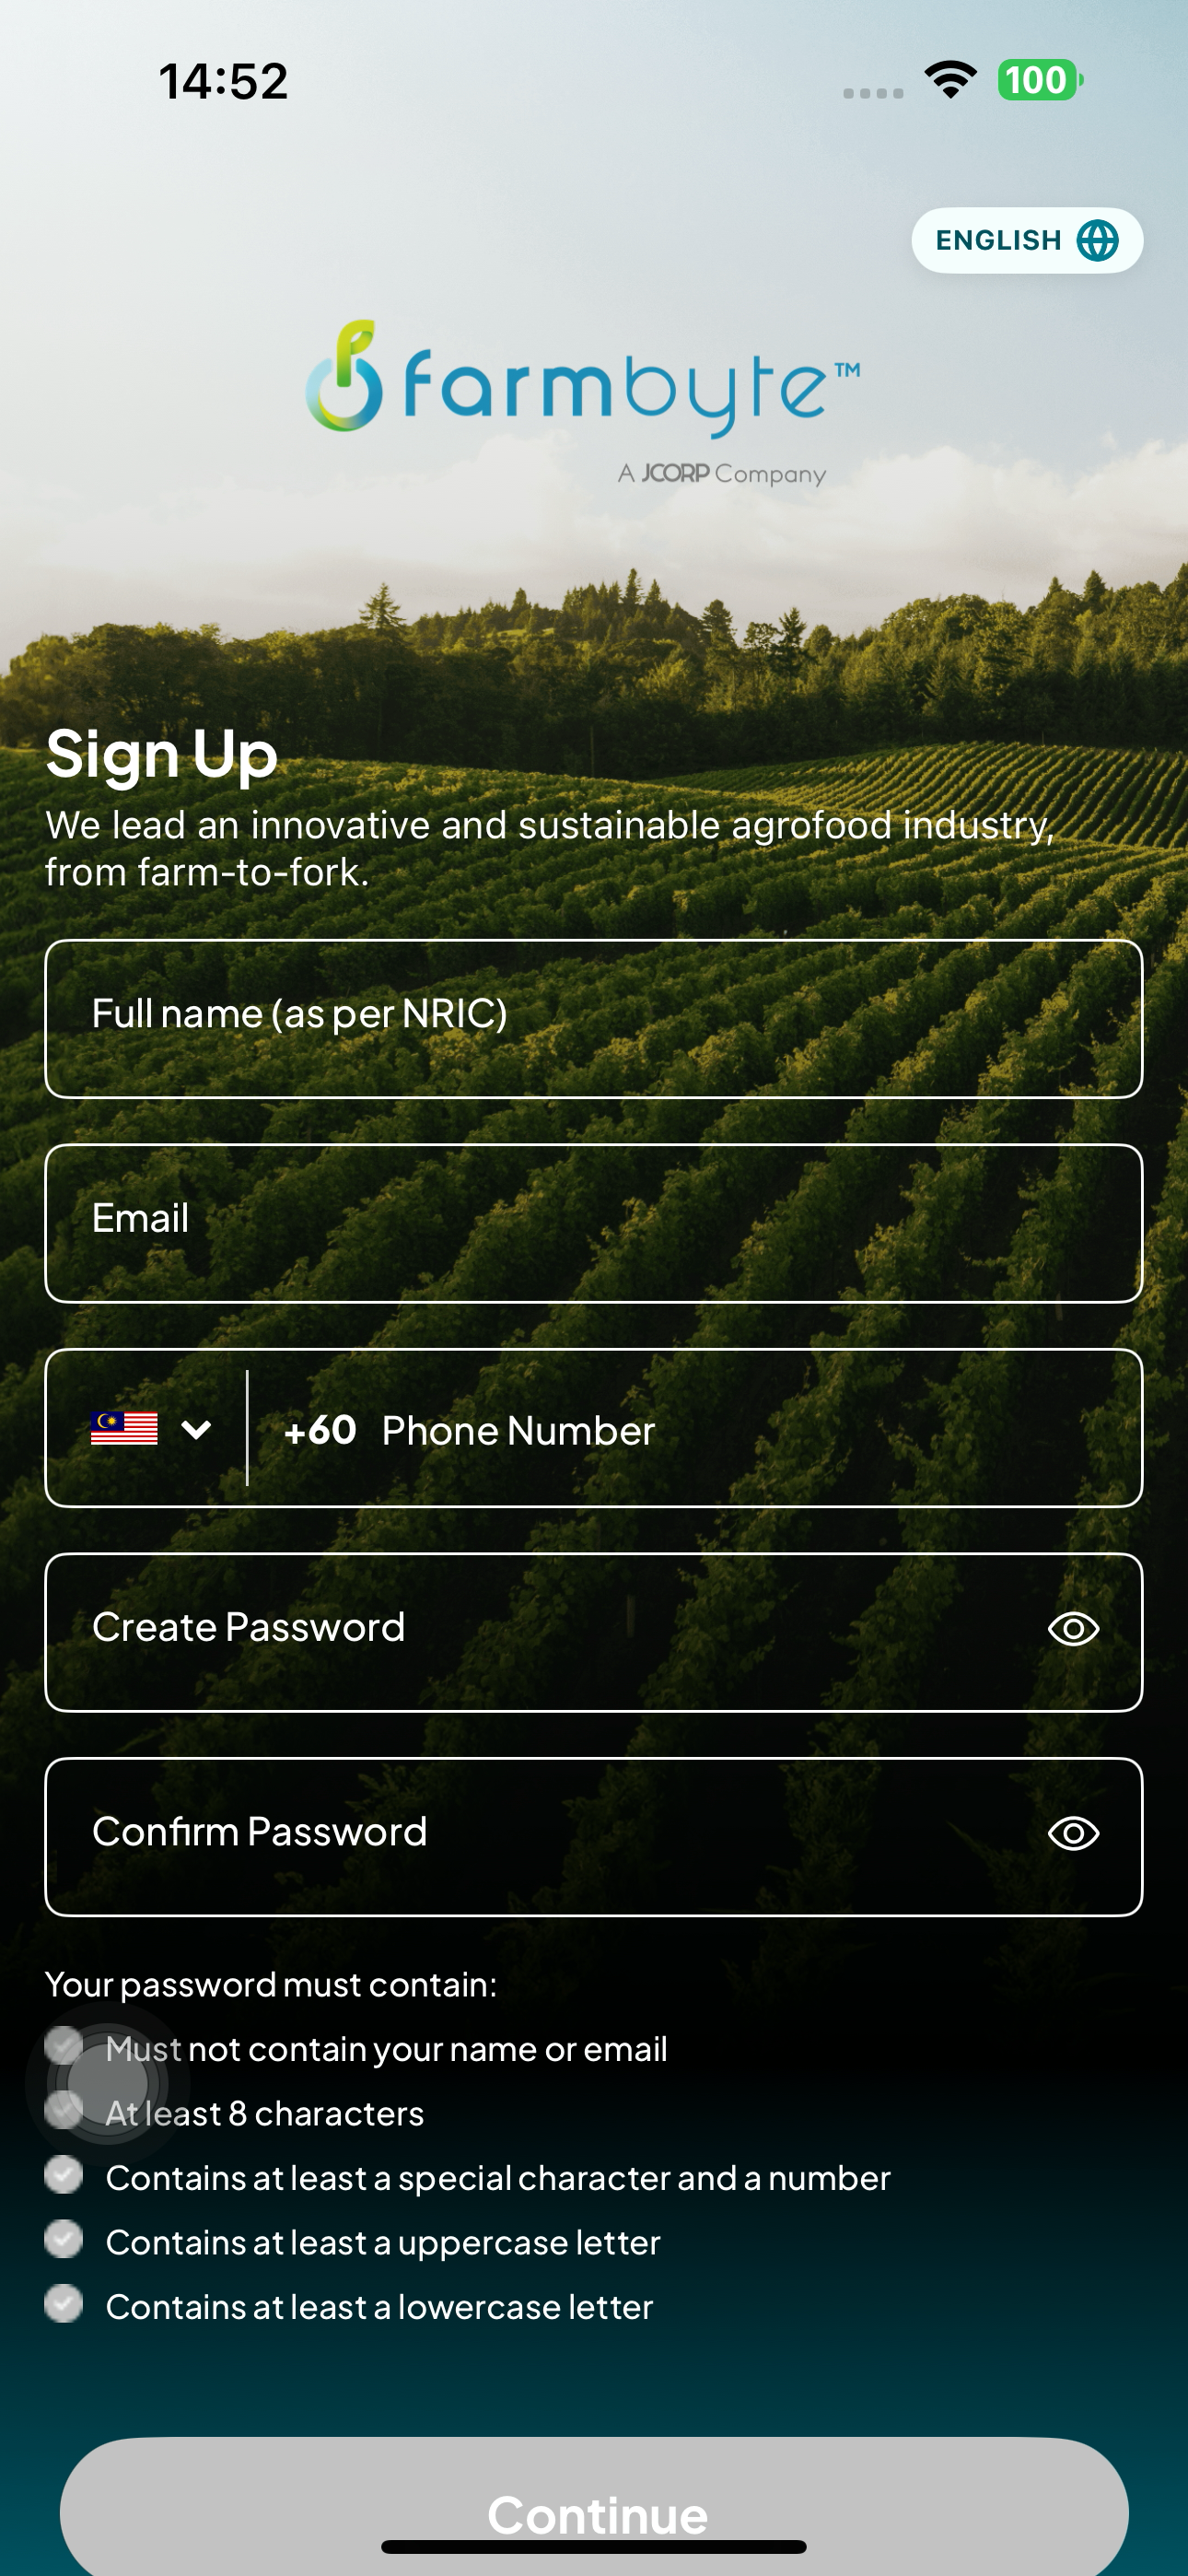 14:52
100
ENGLISH
farmbyte™
A JCORP Company
Sign Up
We lead an innovative and sustainable agrofood industry,
from farm-to-fork.
Full name (as per NRIC)
Email
+60 Phone Number
Create Password
Confirm Password
Your password must contain:
Must not contain your name or email
At least 8 characters
Contains at least a special character and a number
Contains at least a uppercase letter
Contains at least a lowercase letter
Continue